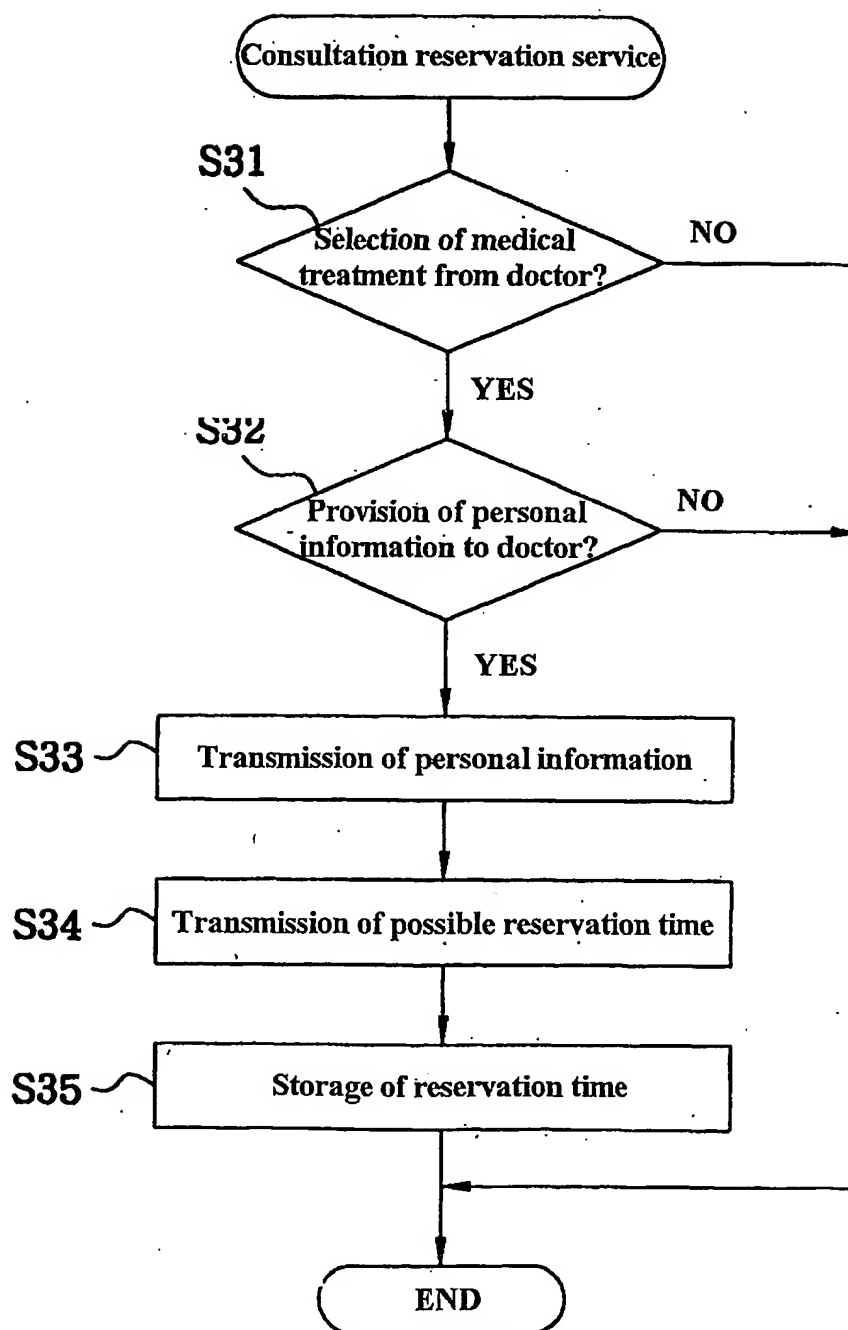 Consultation reservation service
S31
Selection of medical
treatment from doctor?
NO
YES
S32
Provision of personal
information to doctor?
NO
YES
S33
Transmission of personal information
S34
Transmission of possible reservation time
S35
Storage of reservation time
END